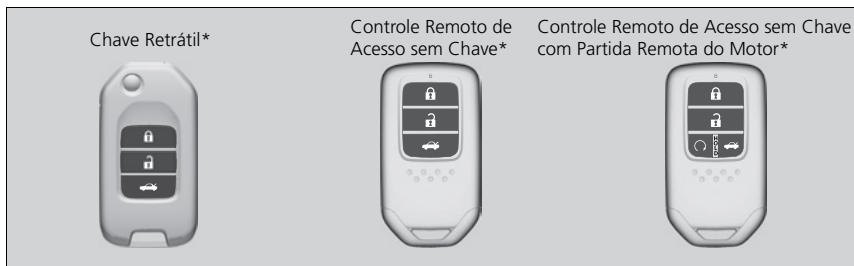 Chave Retrátil*
Controle Remoto de
Acesso sem Chave*
Controle Remoto de Acesso sem Chave
com Partida Remota do Motor*
HOLD